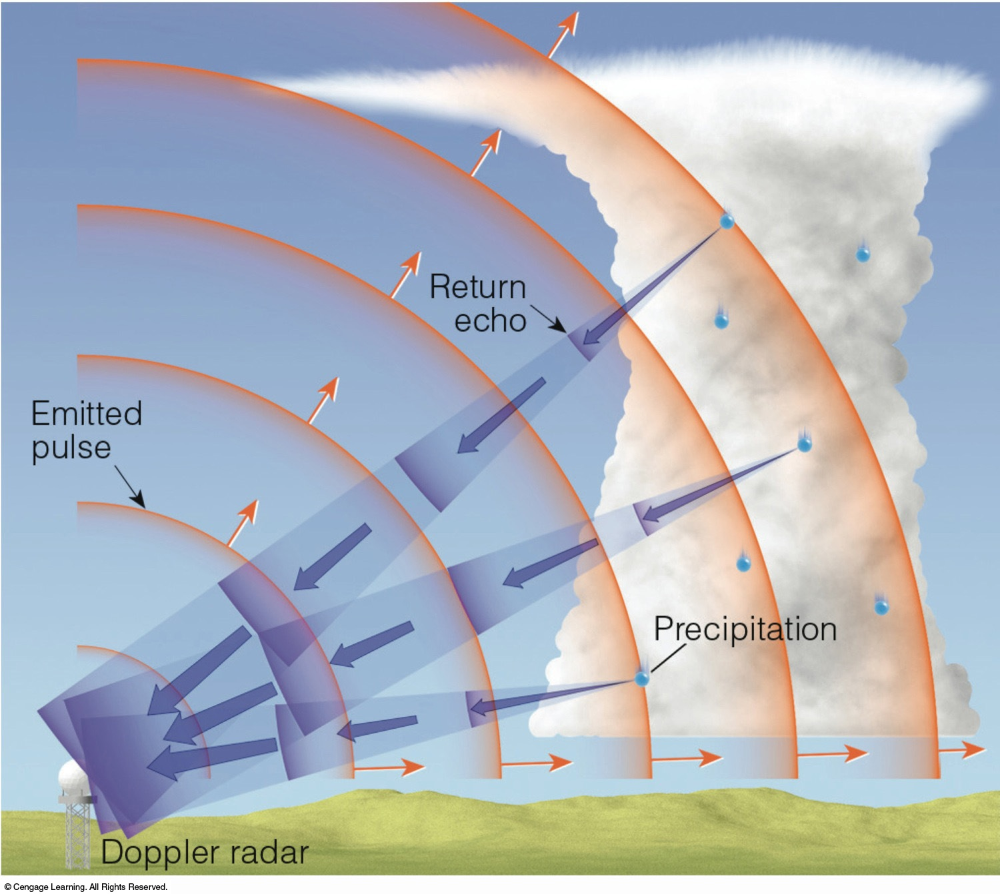 Return
echo
Emitted
pulse
Precipitation
Doppler radar
© Cengage Learning. All Rights Reserved.